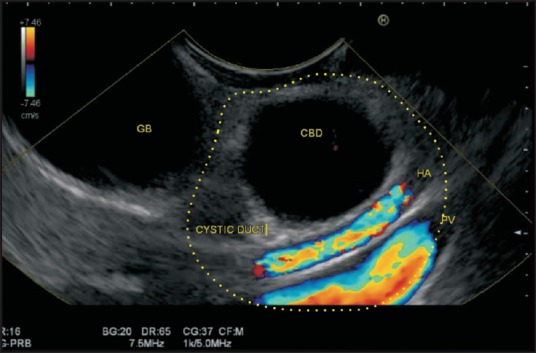 +7.46
-7.46
cm/s
H
GB
CBD
HA
PV
CYSTIC DUCT
R:16 BG:20 DR:65 CG:37 CF:M
G-PRB 7.5MHz 1k/5.0MHz